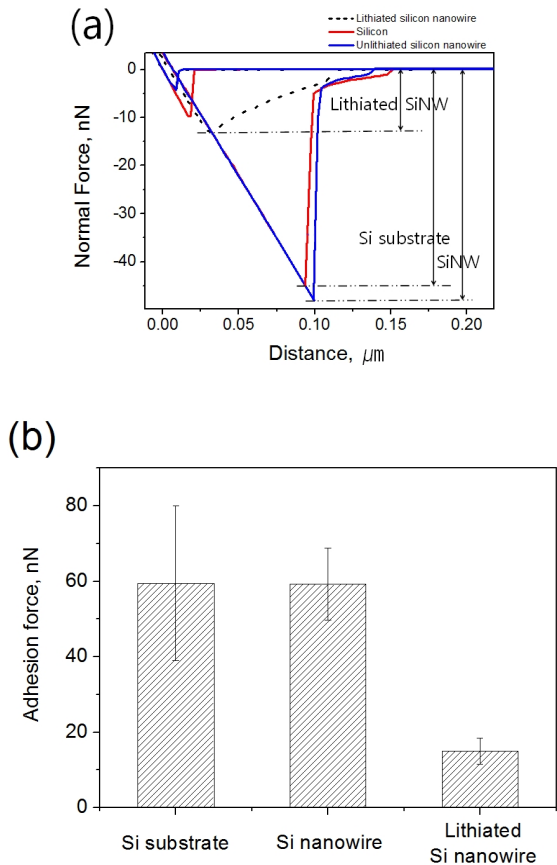 (a)
Lithiated silicon nanowire
Silicon
Unlithiated silicon nanowire
0
-10
-20
-30
-40
Normal Force, nN
Lithiated SiNW
Si substrate
SiNW
0.00 0.05 0.10 0.15 0.20
Distance, μm
(b)
80
60
40
20
0
Adhesion force, nN
Si substrate Si nanowire Lithiated
Si nanowire